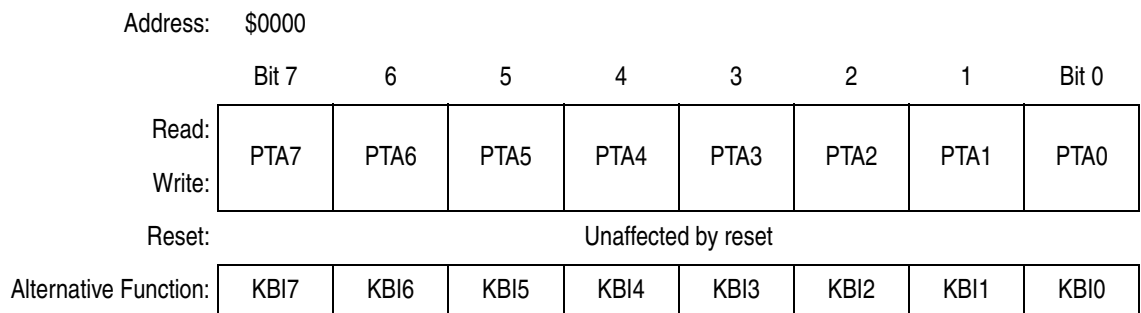 Address: $0000
Bit 7 6 5 4 3 2 1 Bit 0
Read:
PTA7 PTA6 PTA5 PTA4 PTA3 PTA2 PTA1 PTA0
Write:
Reset: Unaffected by reset
Alternative Function: KBI7 KBI6 KBI5 KBI4 KBI3 KBI2 KBI1 KBI0